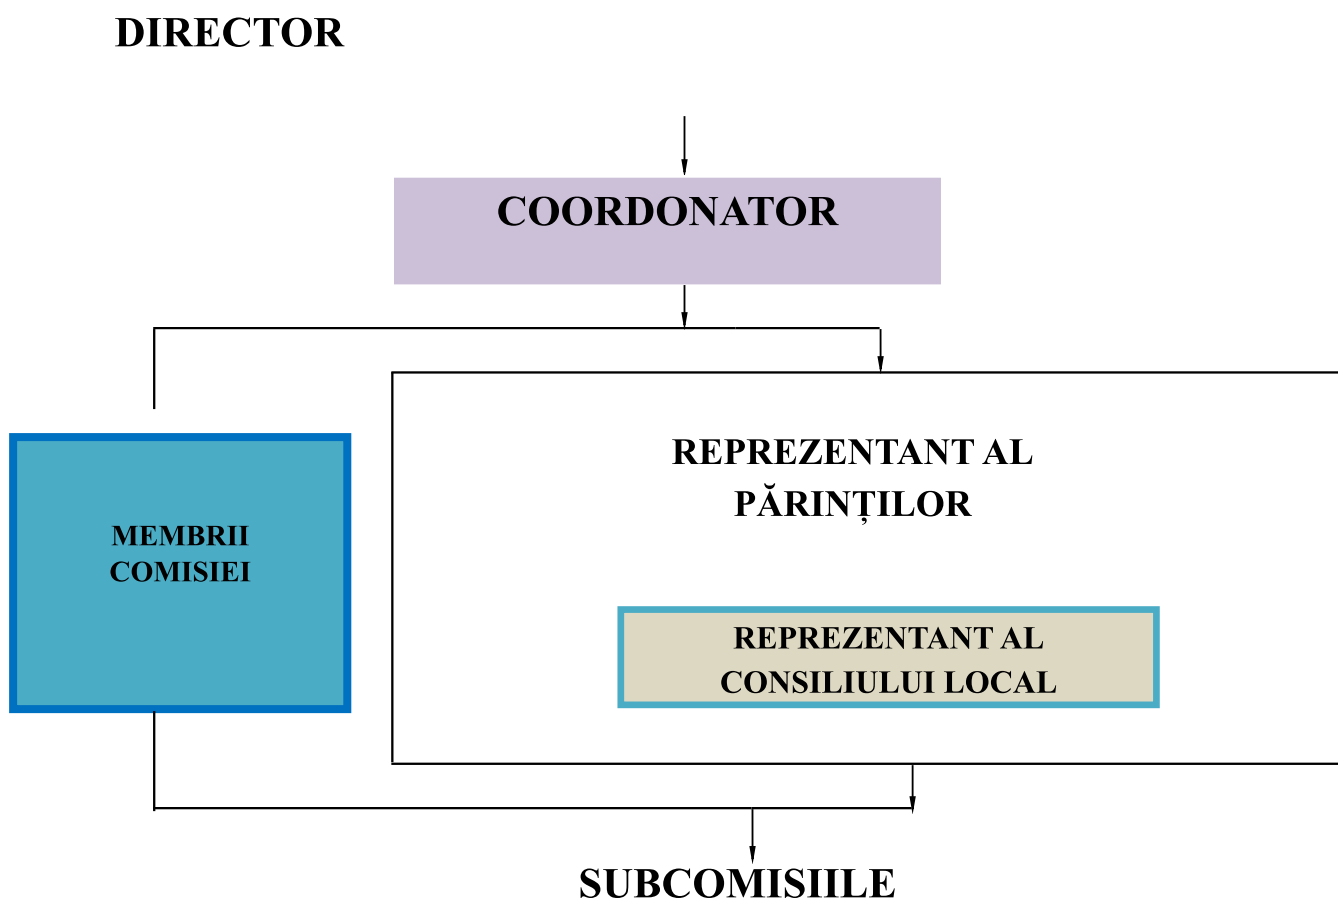 DIRECTOR
COORDONATOR
MEMBRII
COMISIEI
REPREZENTANT AL
PĂRINȚILOR
REPREZENTANT AL
CONSILIULUI LOCAL
SUBCOMISIILE